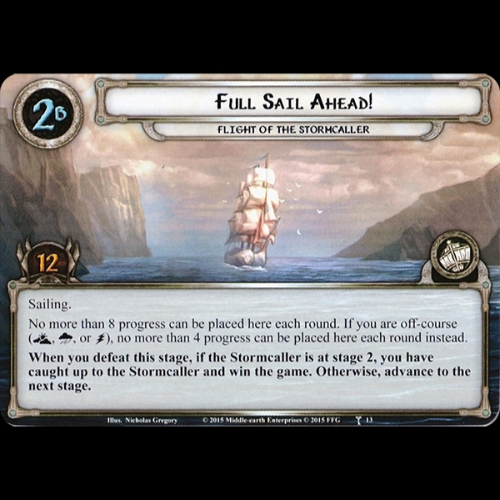 2B
FULL SAIL AHEAD!
FLIGHT OF THE STORMCALLER
12
Sailing.
No more than 8 progress can be placed here each round. If you are off-course
(, , or ), no more than 4 progress can be placed here each round instead.
When you defeat this stage, if the Stormcaller is at stage 2, you have
caught up to the Stormcaller and win the game. Otherwise, advance to the
next stage.
Illus. Nicholas Gregory © 2015 Middle-earth Enterprises © 2015 FFG 13